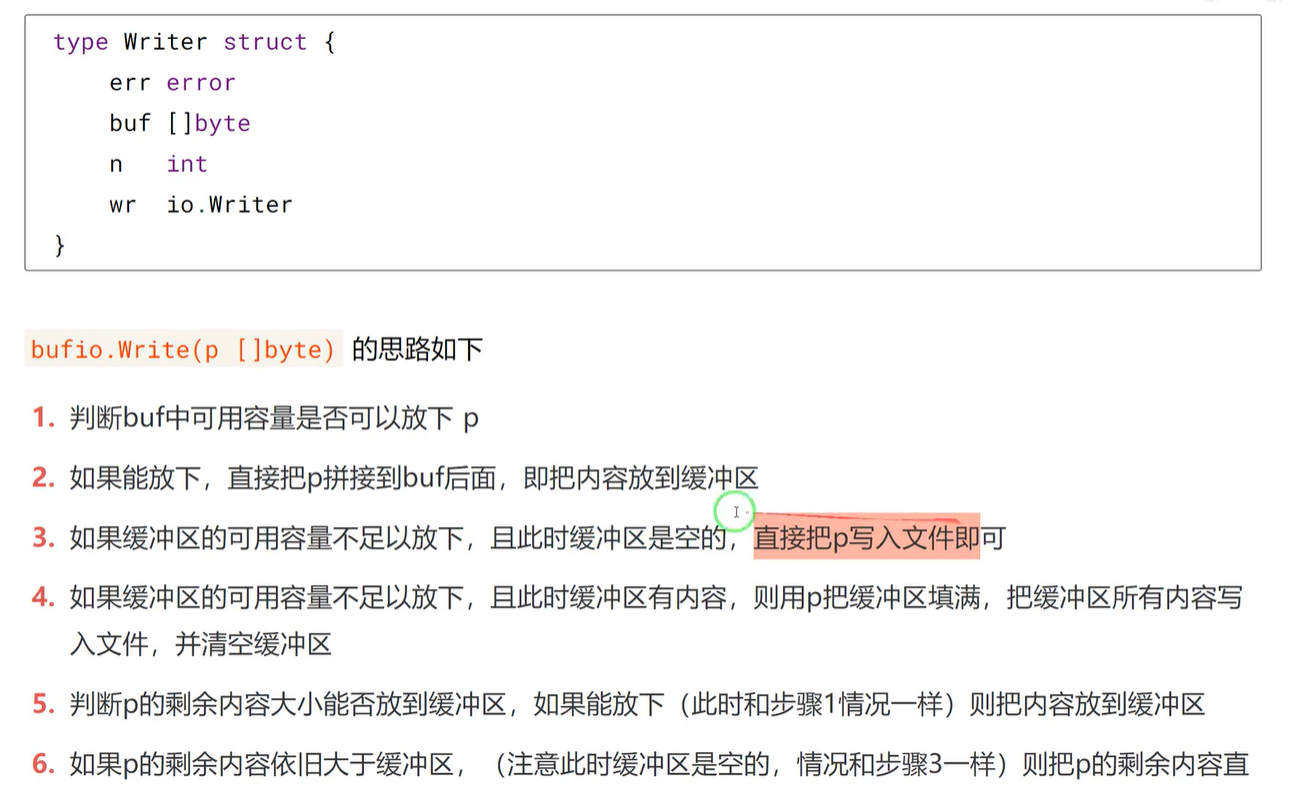 type Writer struct {
err error
buf []byte
n int
wr io.Writer
}
bufio.Write(p []byte) 的思路如下
1. 判断buf中可用容量是否可以放下 p
2. 如果能放下，直接把p拼接到buf后面，即把内容放到缓冲区
3. 如果缓冲区的可用容量不足以放下，且此时缓冲区是空的，直接把p写入文件即可
4. 如果缓冲区的可用容量不足以放下，且此时缓冲区有内容，则用p把缓冲区填满，把缓冲区所有内容写
入文件，并清空缓冲区
5. 判断p的剩余内容大小能否放到缓冲区，如果能放下（此时和步骤1情况一样）则把内容放到缓冲区
6. 如果p的剩余内容依旧大于缓冲区，（注意此时缓冲区是空的，情况和步骤3一样）则把p的剩余内容直